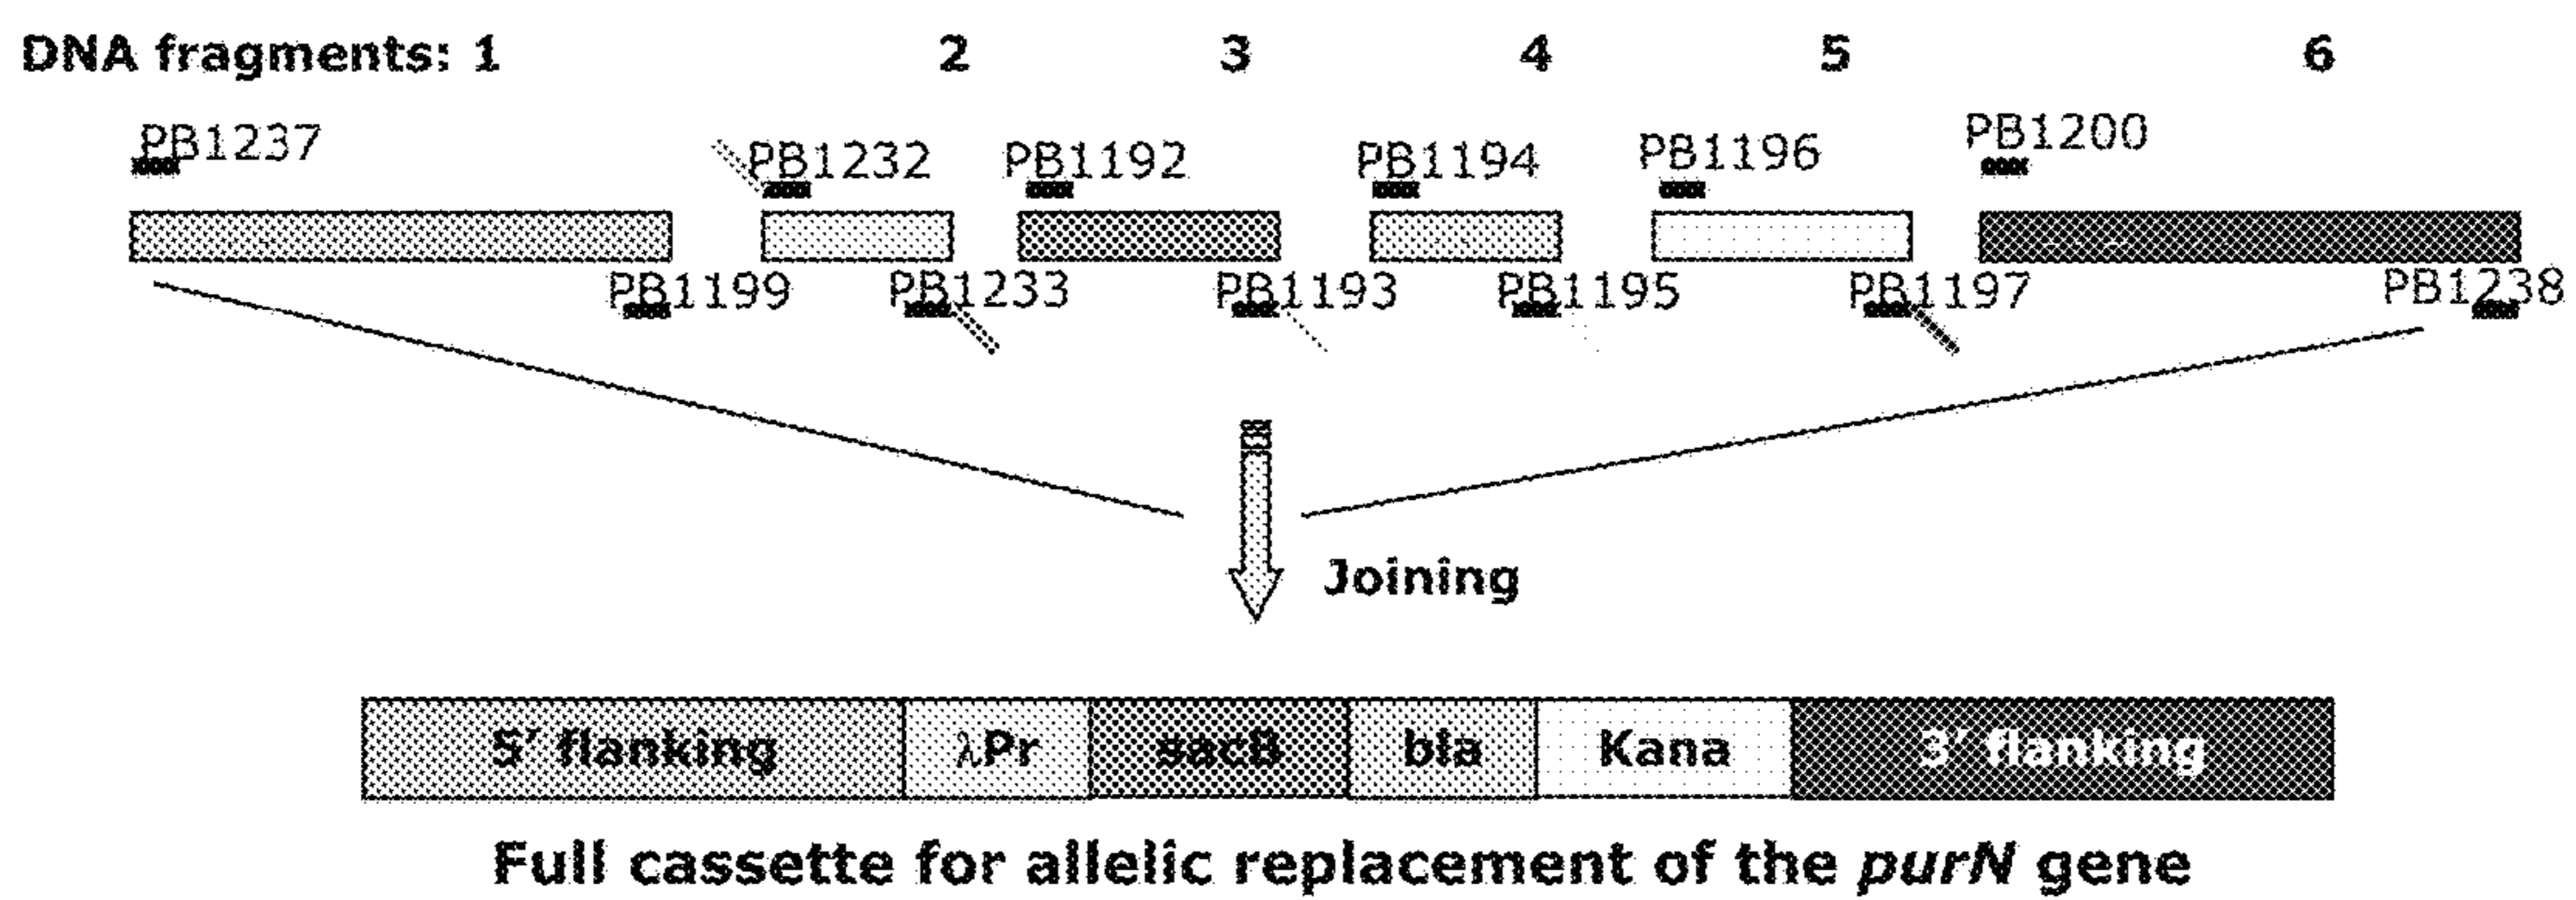 DNA fragments: 1 2 3 4 5 6
PB1237 PB1232 PB1192 PB1194 PB1196 PB1200
PB1199 PB1233 PB1193 PB1195 PB1197 PB1238
Joining
5′ flanking λPr sacB bla Kana 3′ flanking
Full cassette for allelic replacement of the purN gene